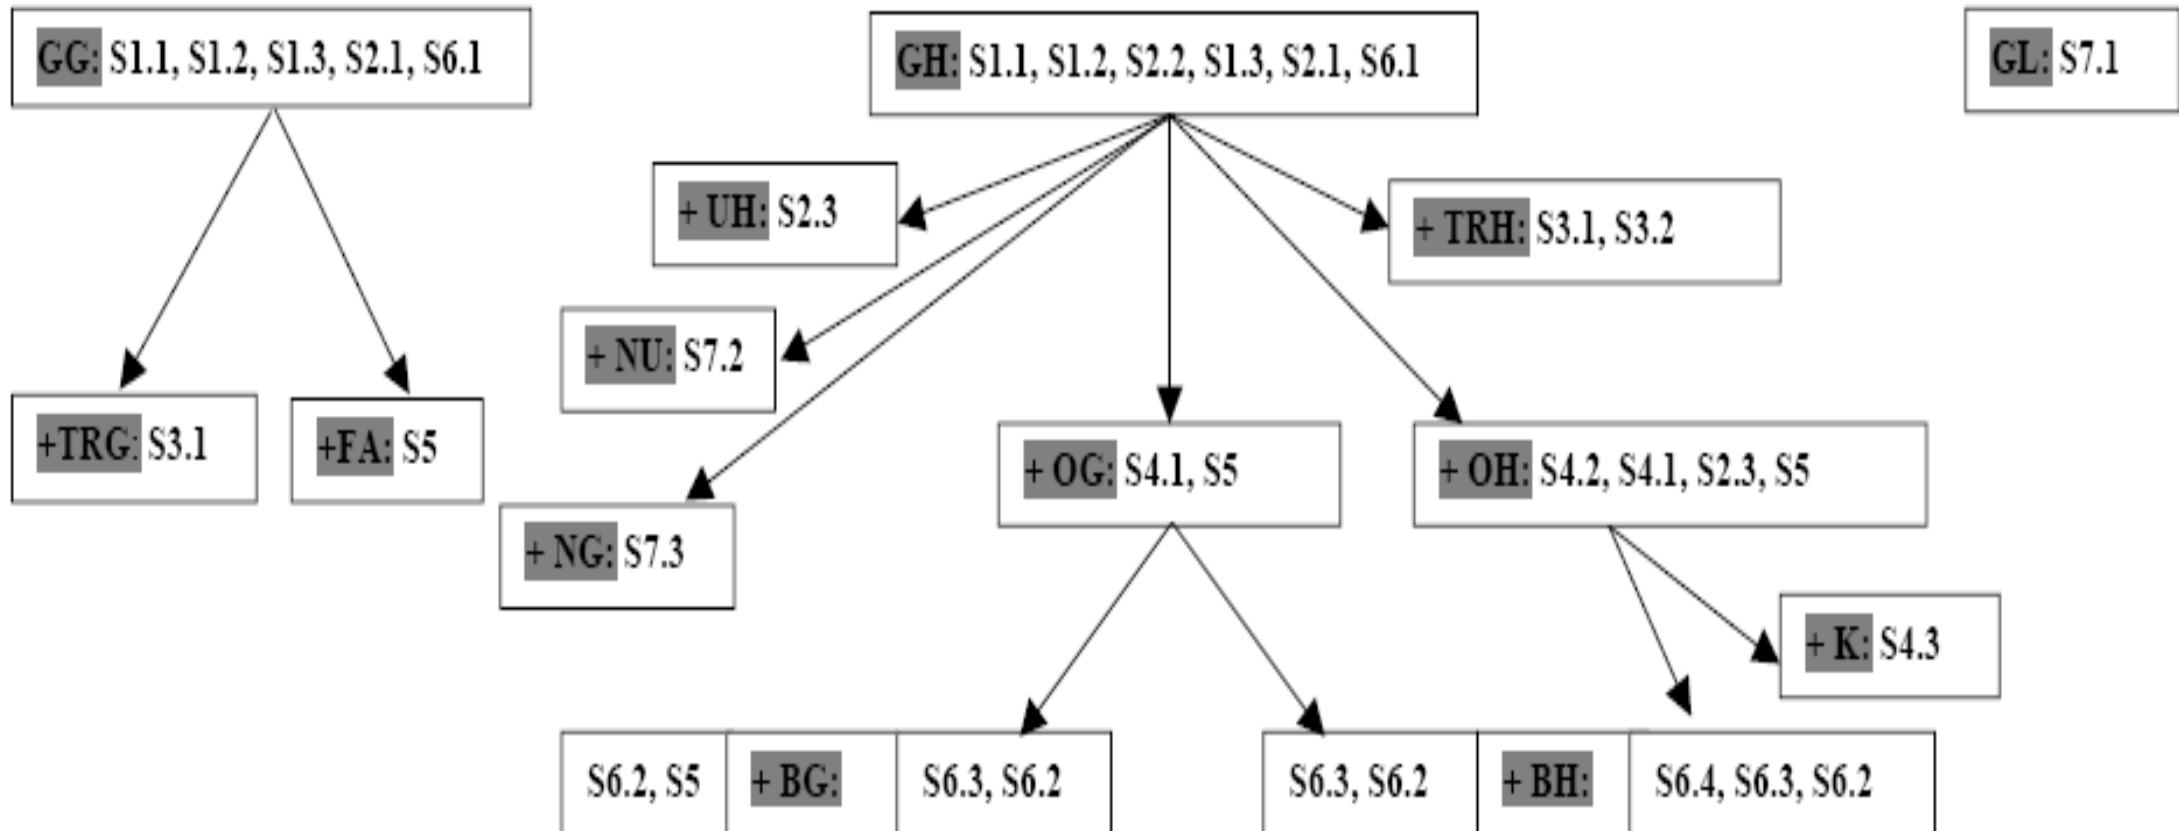 GG: S1.1, S1.2, S1.3, S2.1, S6.1
GH: S1.1, S1.2, S2.2, S1.3, S2.1, S6.1
GL: S7.1
+ UH: S2.3
+ TRH: S3.1, S3.2
+ NU: S7.2
+TRG: S3.1
+FA: S5
+ OG: S4.1, S5
+ OH: S4.2, S4.1, S2.3, S5
+ NG: S7.3
+ K: S4.3
S6.2, S5
+ BG:
S6.3, S6.2
S6.3, S6.2
+ BH:
S6.4, S6.3, S6.2